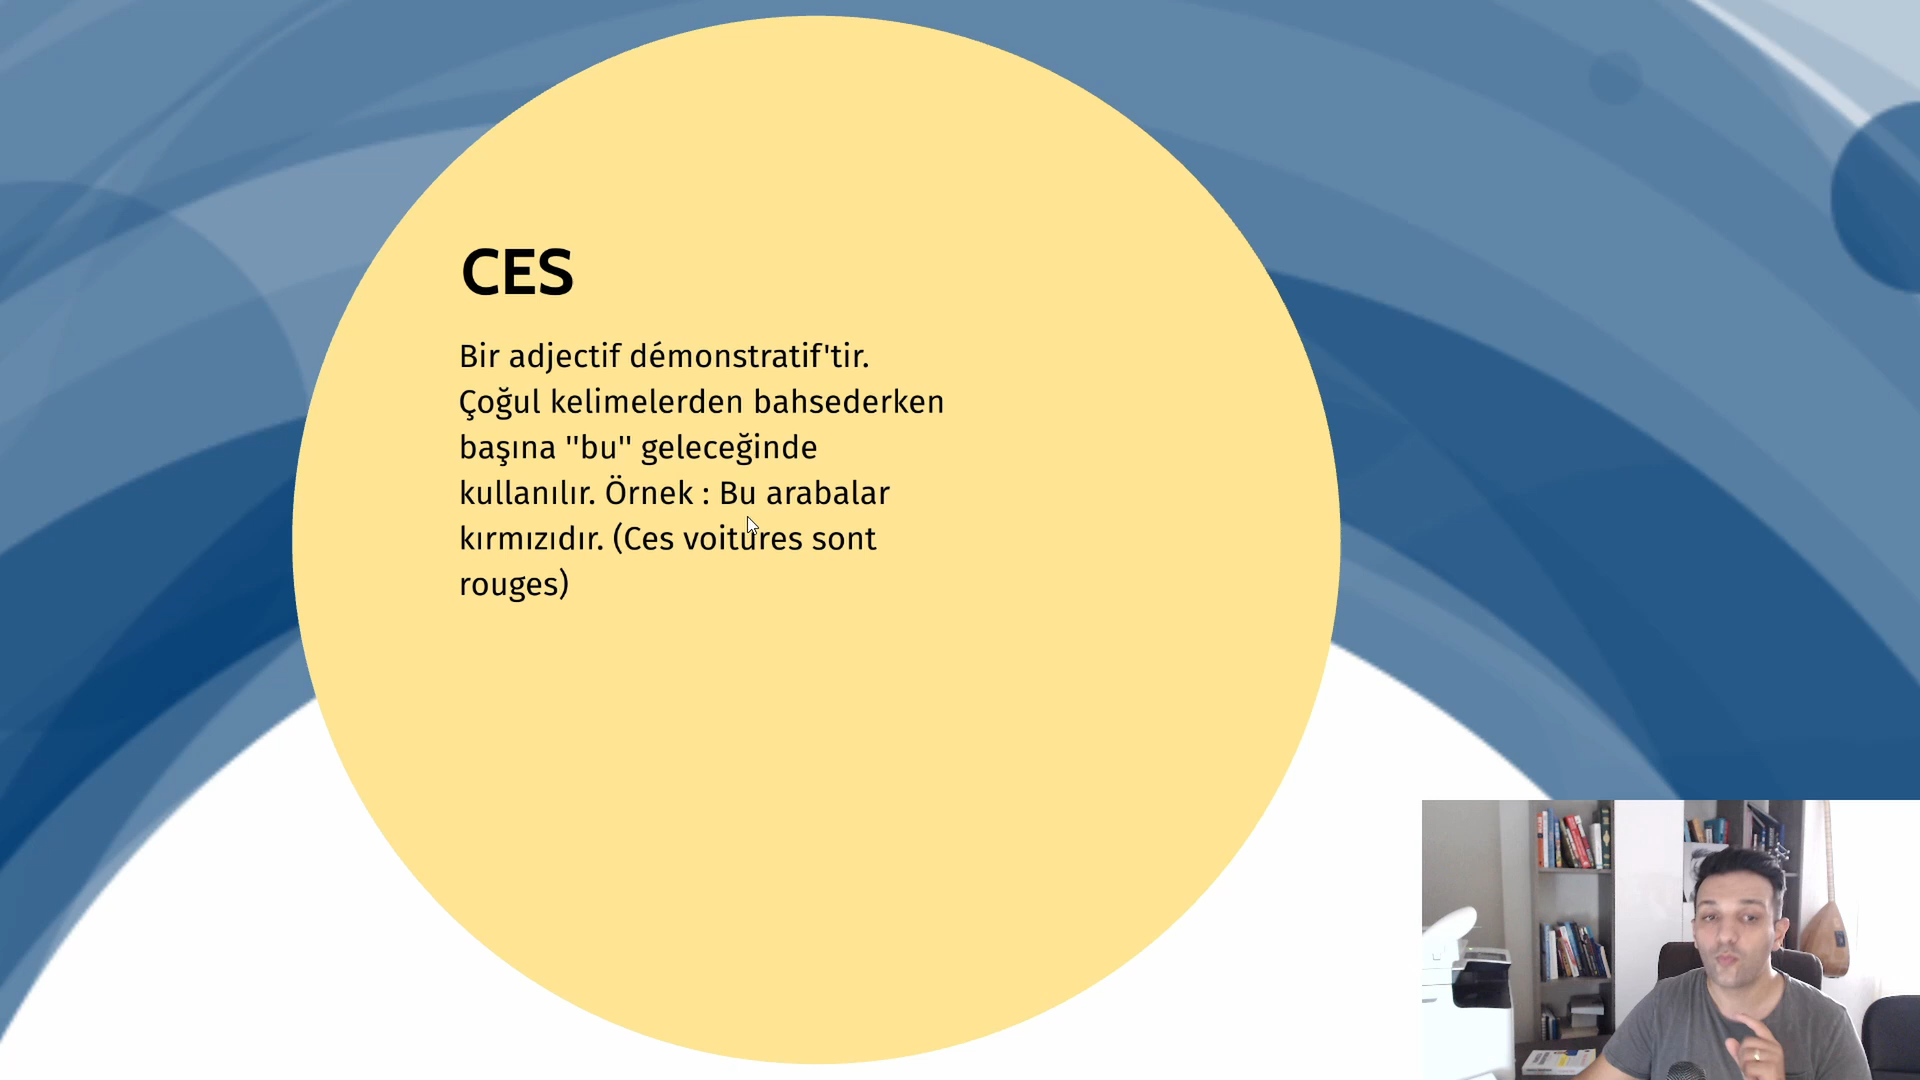 CES
Bir adjectif démonstratif'tir.
Çoğul kelimelerden bahsederken
başına "bu" geleceğinde
kullanılır. Örnek : Bu arabalar
kırmızıdır. (Ces voitures sont
rouges)